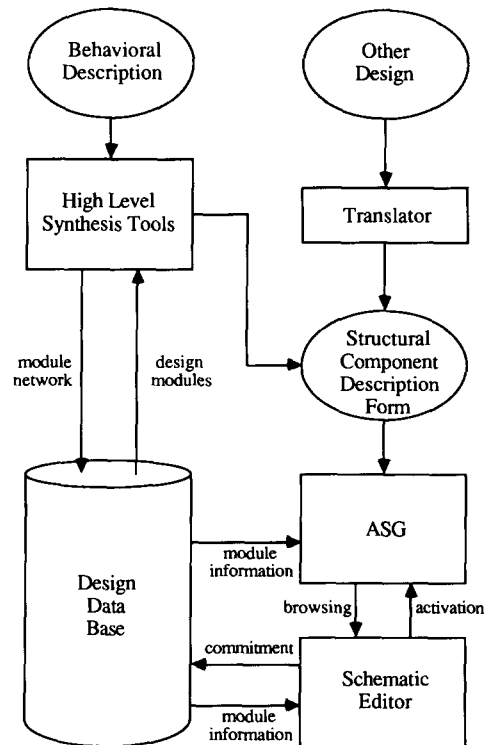 Behavioral
Description
Other
Design
High Level
Synthesis Tools
Translator
module
network
design
modules
Structural
Component
Description
Form
Design
Data
Base
module
information
ASG
browsing
activation
commitment
Schematic
Editor
module
information